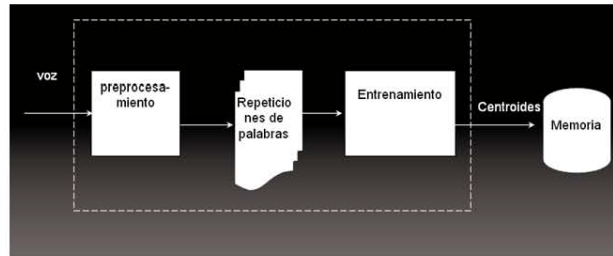 voz
preprocesa-
miento
Repeticio
nes de
palabras
Entrenamiento
Centroides
Memoria